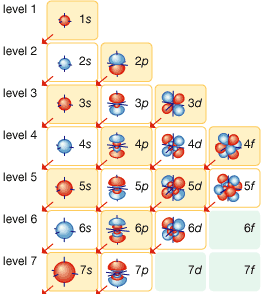 level 1 1s
level 2 2s 2p
level 3 3s 3p 3d
level 4 4s 4p 4d 4f
level 5 5s 5p 5d 5f
level 6 6s 6p 6d 6f
level 7 7s 7p 7d 7f